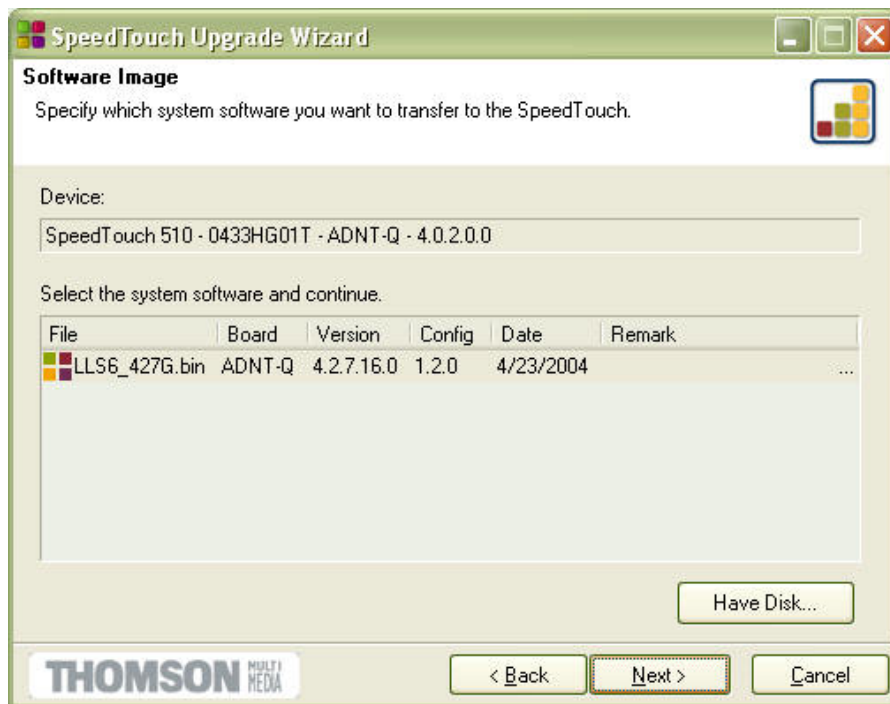 SpeedTouch Upgrade Wizard
Software Image
Specify which system software you want to transfer to the SpeedTouch.
Device:
SpeedTouch 510 - 0433HG01T - ADNT-Q - 4.0.2.0.0
Select the system software and continue.
File Board Version Config Date Remark
LLS6_427G.bin ADNT-Q 4.2.7.16.0 1.2.0 4/23/2004 ...
Have Disk...
THOMSON MULTI MEDIA
< Back Next > Cancel